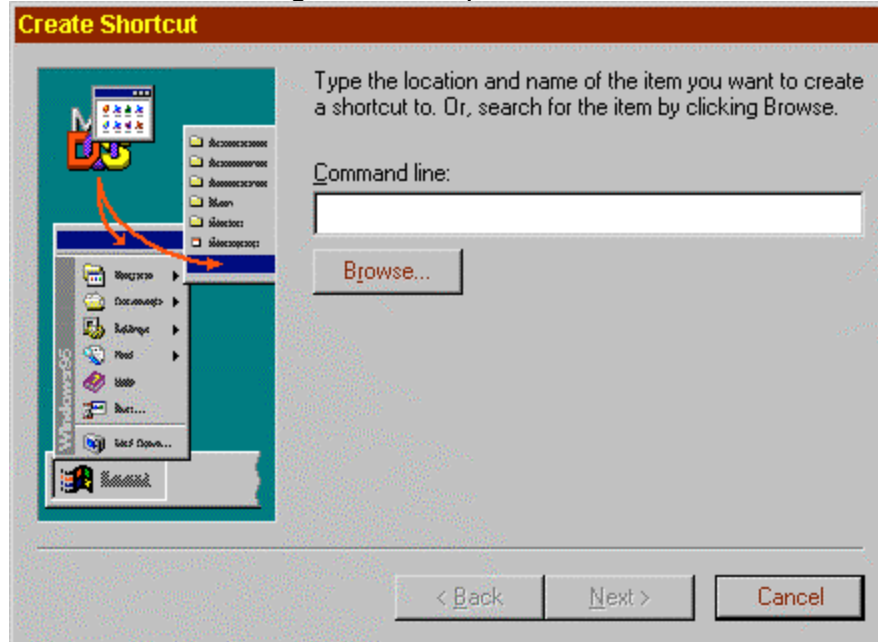 Create Shortcut
Type the location and name of the item you want to create
a shortcut to. Or, search for the item by clicking Browse.
Command line:
Browse...
Windows95
< Back
Next >
Cancel